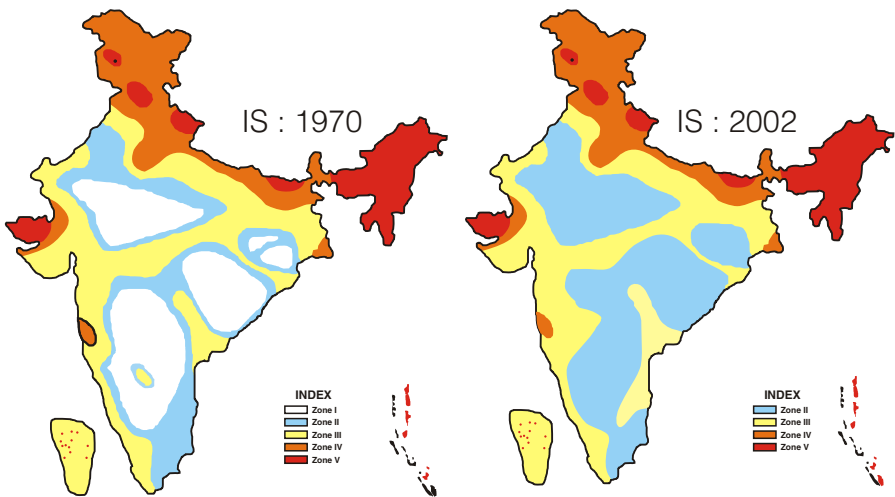 IS : 1970
INDEX
Zone I
Zone II
Zone III
Zone IV
Zone V
IS : 2002
INDEX
Zone II
Zone III
Zone IV
Zone V